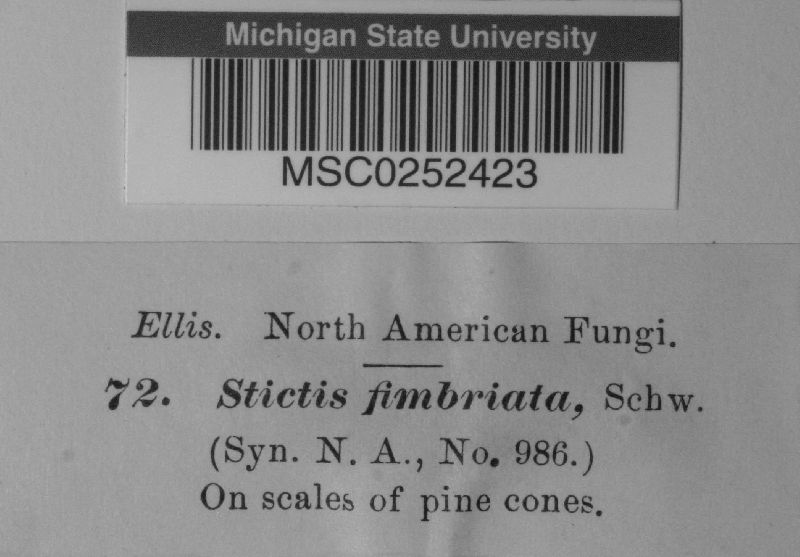 Michigan State University
MSC0252423
Ellis. North American Fungi.
72. Stictis fimbriata, Schw.
(Syn. N. A., No. 986.)
On scales of pine cones.